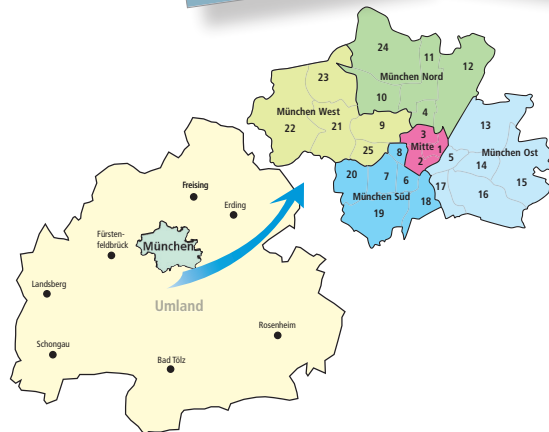 24
11
12
23
München Nord
10
4
München West
22
21
9
13
3
Mitte 1
2
25
8
5
München Ost
14
20
7
6
17
15
München Süd
18
16
19
Freising
Erding
Fürsten-
feldbrück
München
Landsberg
Umland
Rosenheim
Schongau
Bad Tölz